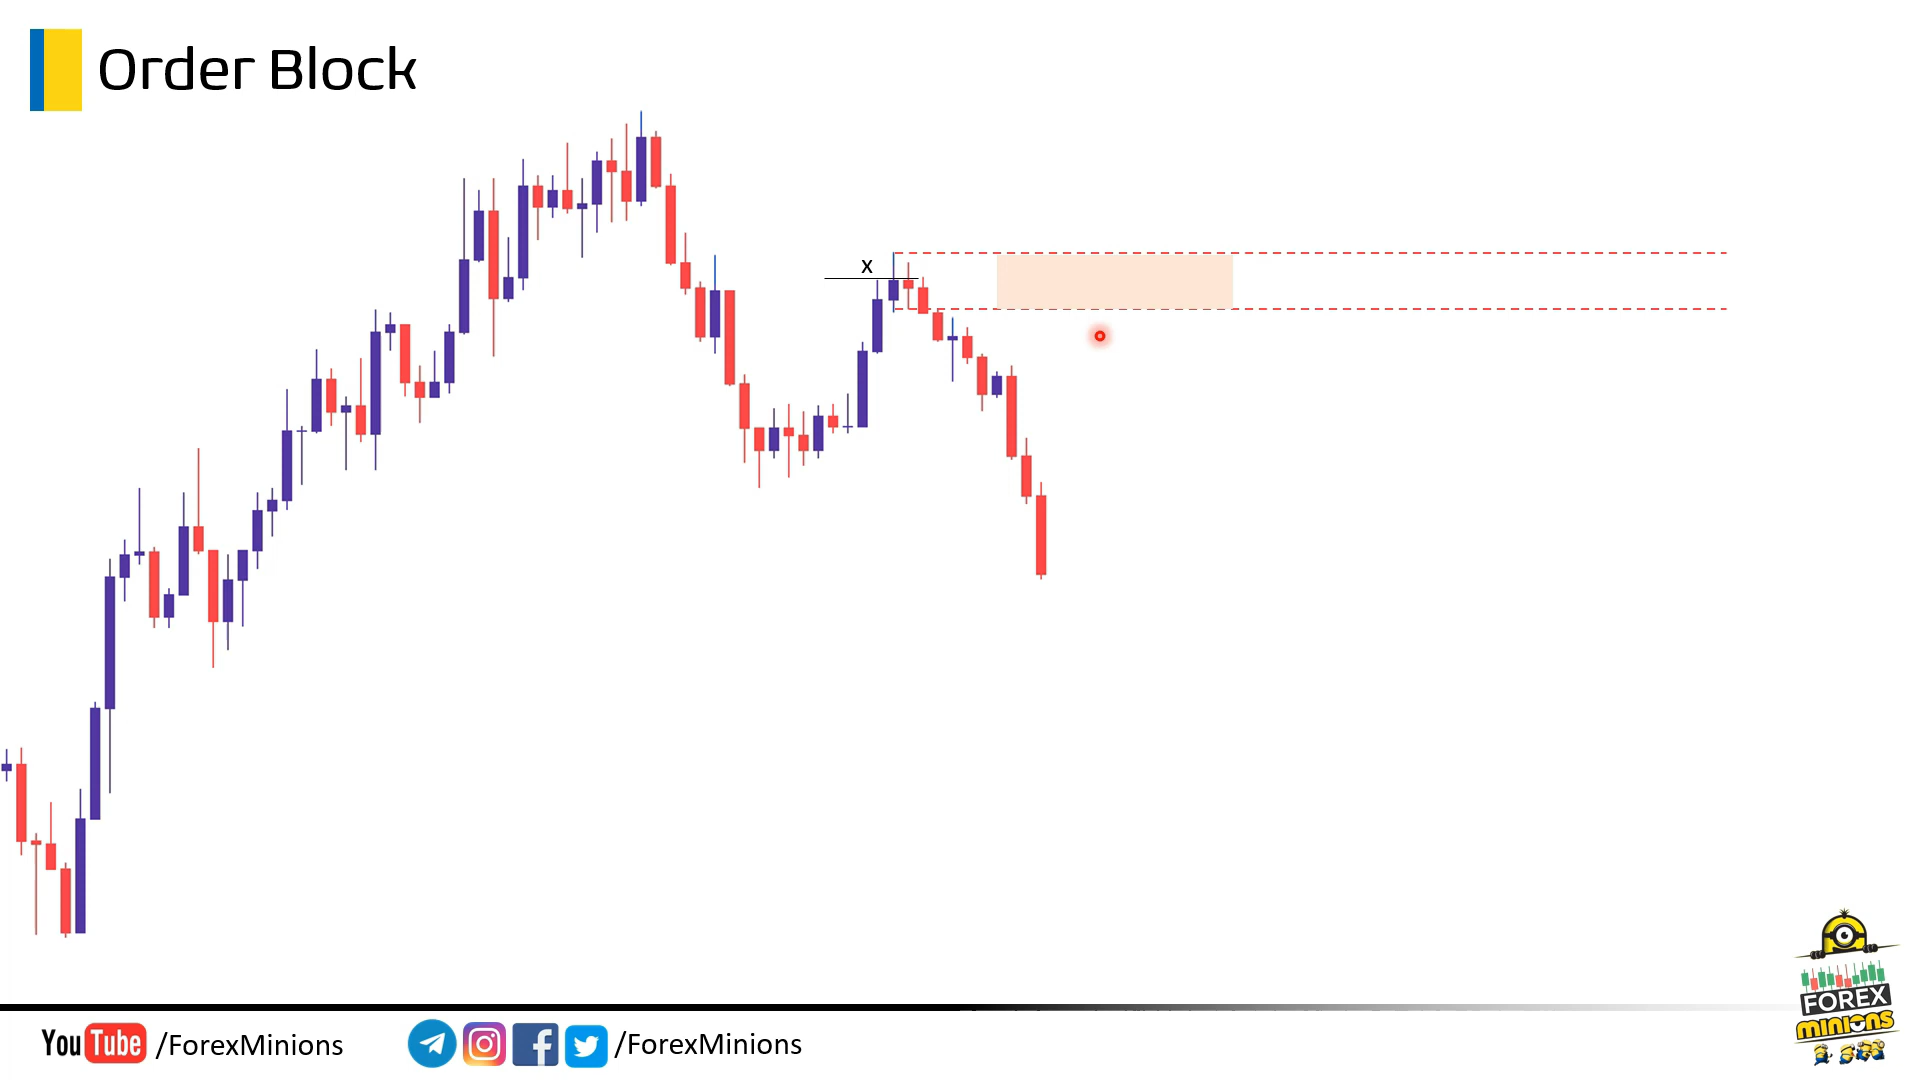 Order Block
x
FOREX
MINIONS
You Tube /ForexMinions
/ForexMinions